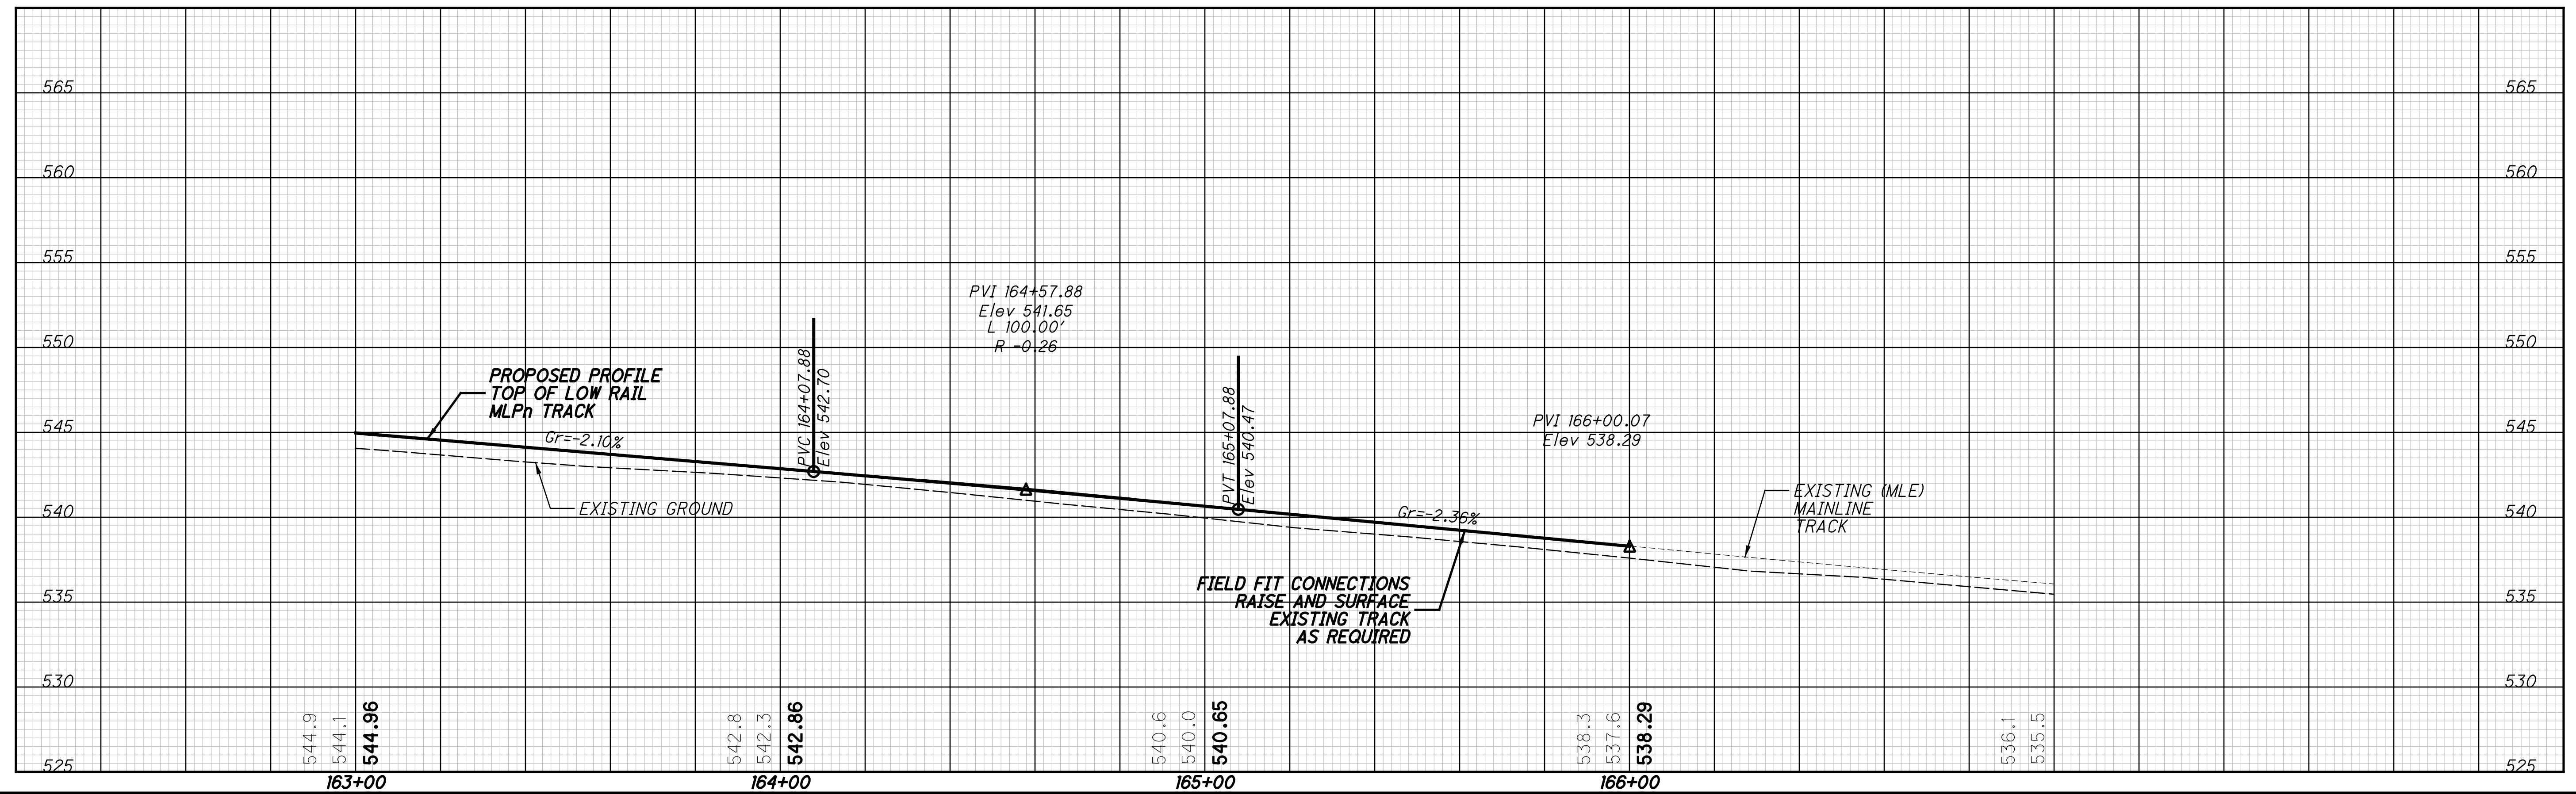 565
565
560
560
555
555
PVI 164+57.88
Elev 541.65
L 100.00'
R -0.26
550
550
PVC 164+07.88
Elev 542.70
PROPOSED PROFILE
TOP OF LOW RAIL
MLPn TRACK
PVT 165+07.88
Elev 540.47
PVI 166+00.07
Elev 538.29
545
545
Gr=-2.10%
EXISTING GROUND
EXISTING (MLE)
MAINLINE
TRACK
540
540
Gr=-2.36%
FIELD FIT CONNECTIONS
RAISE AND SURFACE
EXISTING TRACK
AS REQUIRED
535
535
530
530
544.9
544.1
544.96
542.8
542.3
542.86
540.6
540.0
540.65
538.3
537.6
538.29
536.1
535.5
525
525
163+00
164+00
165+00
166+00